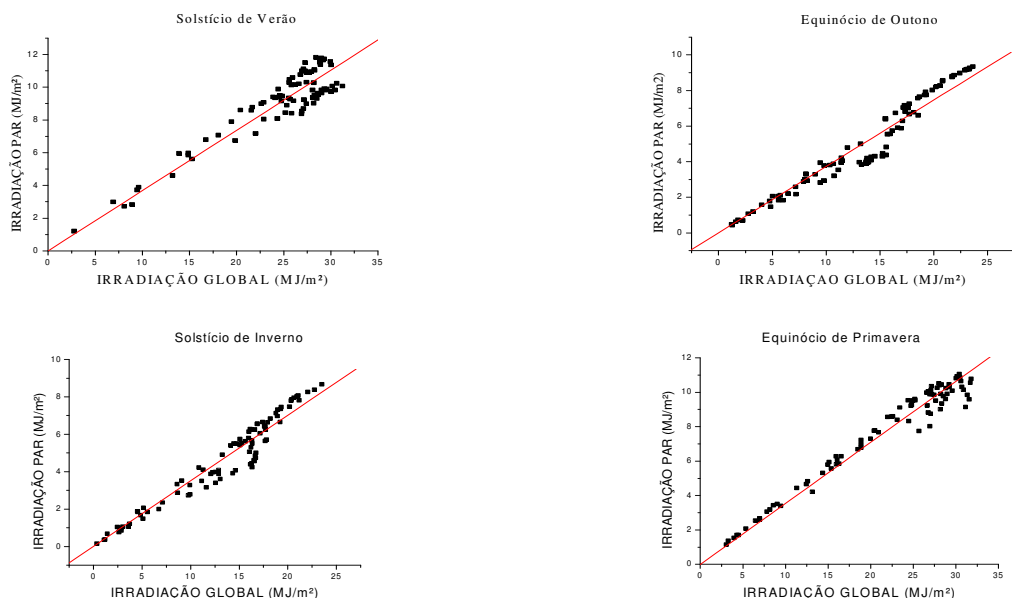 Solstício de Verão
IRRADIAÇÃO PAR (MJ/m²)
12
10
8
6
4
2
0
0 5 10 15 20 25 30 35
IRRADIAÇÃO GLOBAL (MJ/m²)
Equinócio de Outono
IRRADIAÇÃO PAR (MJ/m2)
10
8
6
4
2
0
0 5 10 15 20 25
IRRADIAÇAO GLOBAL (MJ/m²)
Solstício de Inverno
IRRADIAÇÃO PAR (MJ/m²)
10
8
6
4
2
0
0 5 10 15 20 25
IRRADIAÇÃO GLOBAL (MJ/m²)
Equinócio de Primavera
IRRADIAÇÃO PAR (MJ/m²)
12
10
8
6
4
2
0
0 5 10 15 20 25 30 35
IRRADIAÇÃO GLOBAL (MJ/m²)